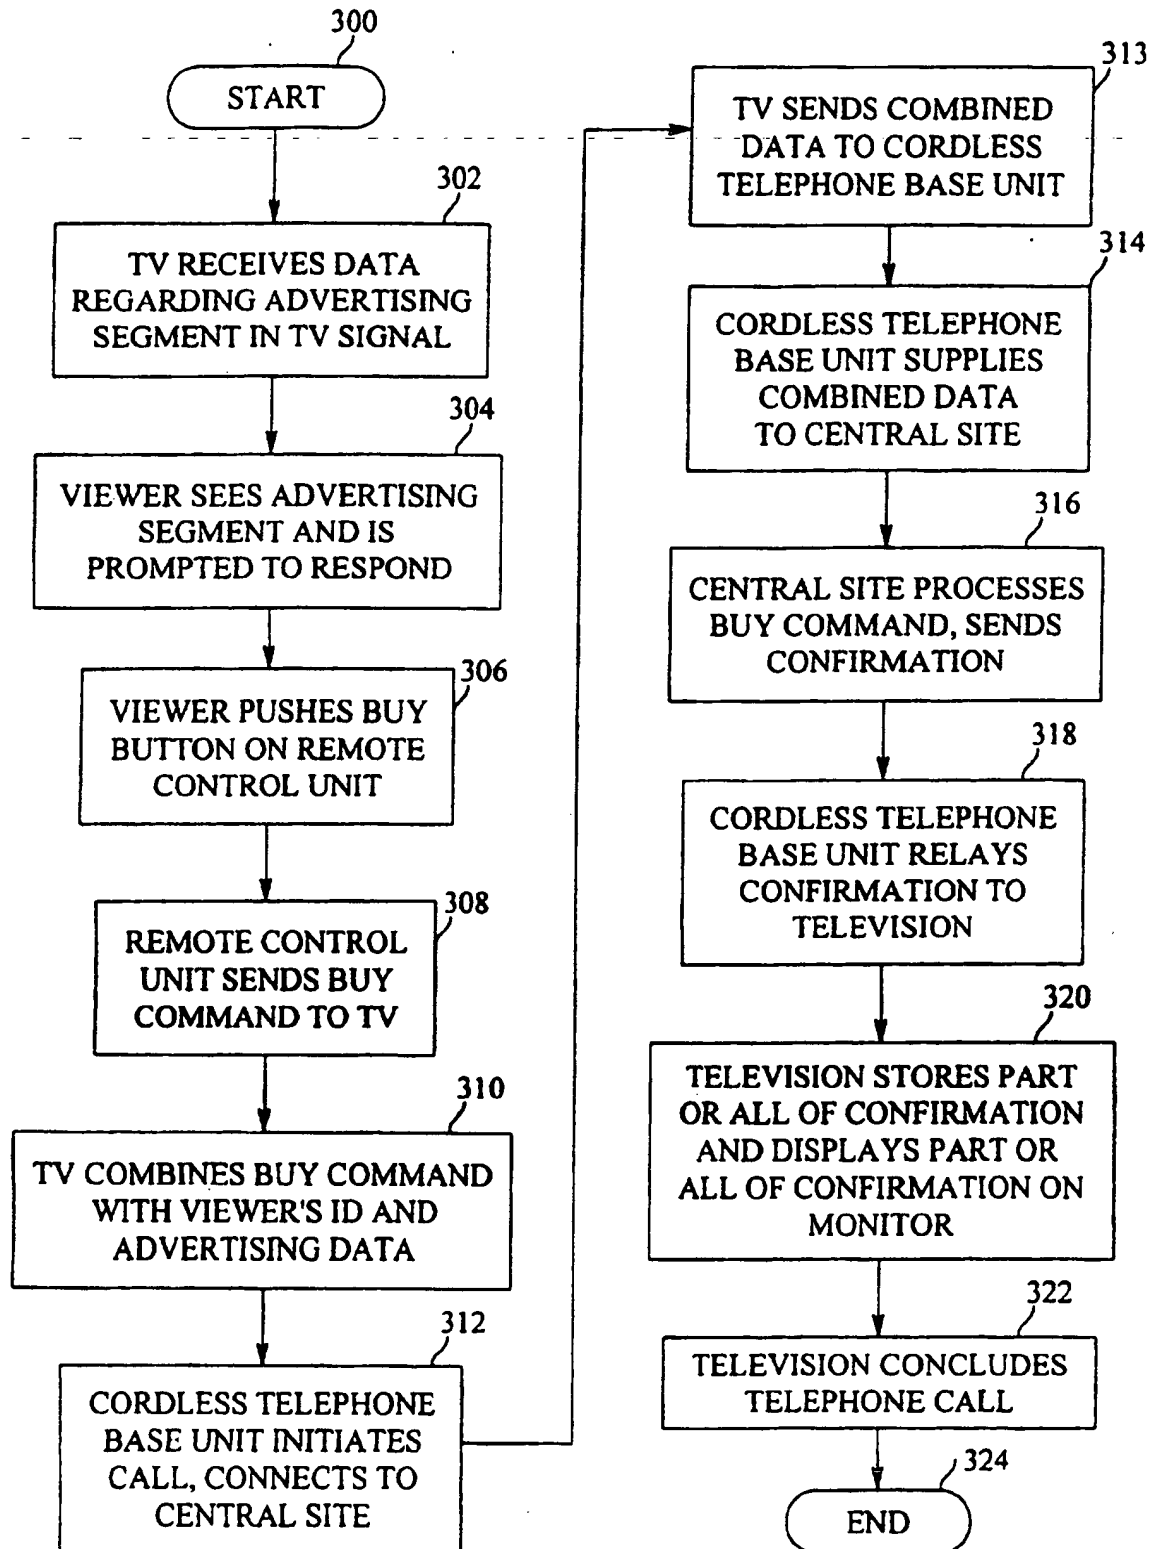 300
START
302
TV RECEIVES DATA
REGARDING ADVERTISING
SEGMENT IN TV SIGNAL
304
VIEWER SEES ADVERTISING
SEGMENT AND IS
PROMPTED TO RESPOND
306
VIEWER PUSHES BUY
BUTTON ON REMOTE
CONTROL UNIT
308
REMOTE CONTROL
UNIT SENDS BUY
COMMAND TO TV
310
TV COMBINES BUY COMMAND
WITH VIEWER'S ID AND
ADVERTISING DATA
312
CORDLESS TELEPHONE
BASE UNIT INITIATES
CALL, CONNECTS TO
CENTRAL SITE
313
TV SENDS COMBINED
DATA TO CORDLESS
TELEPHONE BASE UNIT
314
CORDLESS TELEPHONE
BASE UNIT SUPPLIES
COMBINED DATA
TO CENTRAL SITE
316
CENTRAL SITE PROCESSES
BUY COMMAND, SENDS
CONFIRMATION
318
CORDLESS TELEPHONE
BASE UNIT RELAYS
CONFIRMATION TO
TELEVISION
320
TELEVISION STORES PART
OR ALL OF CONFIRMATION
AND DISPLAYS PART OR
ALL OF CONFIRMATION ON
MONITOR
322
TELEVISION CONCLUDES
TELEPHONE CALL
324
END